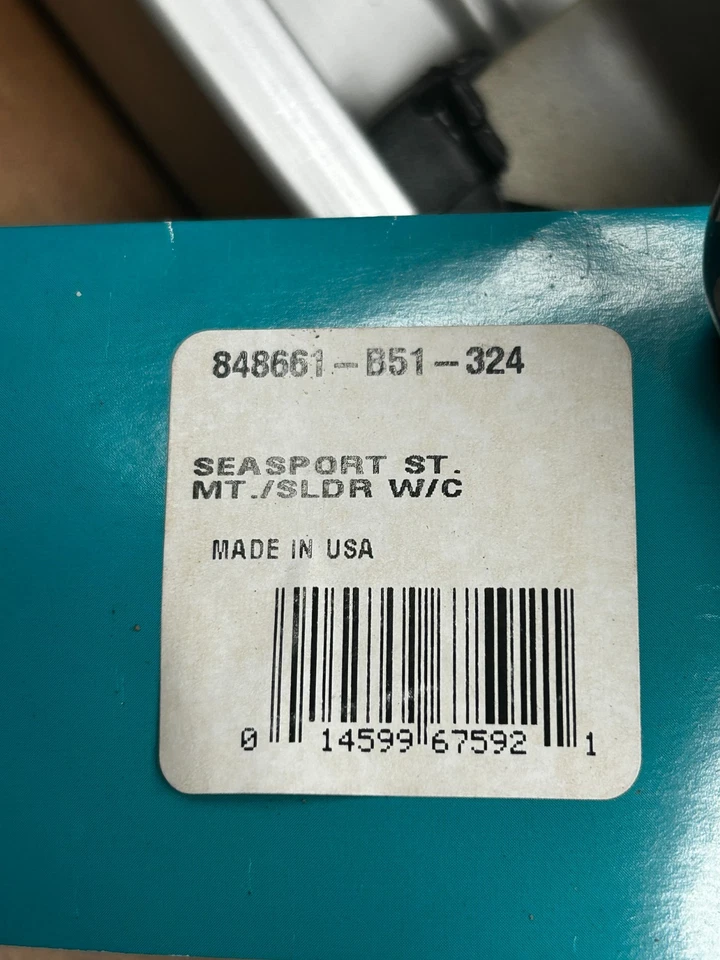 848661-B51-324
SEASPORT ST.
MT./SLDR W/C
MADE IN USA
0 14599 67592 1